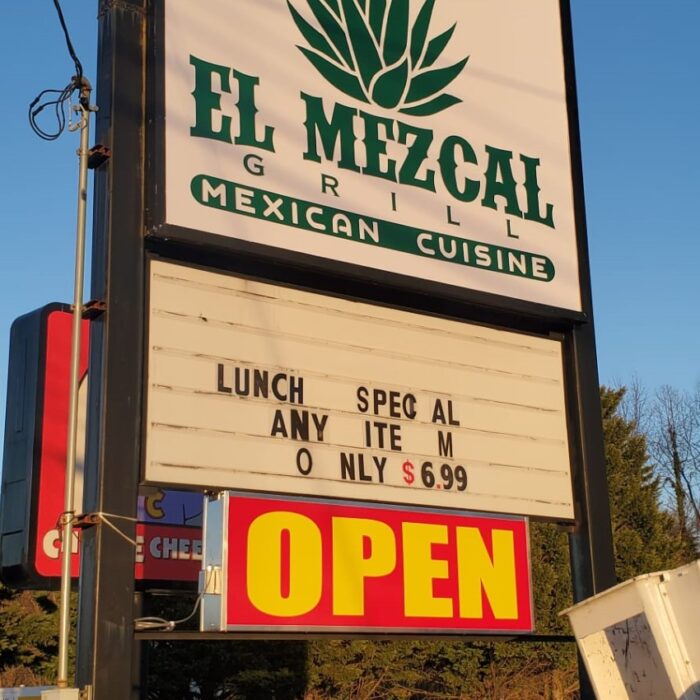 EL MEZCAL
GRILL
MEXICAN CUISINE
LUNCH SPEC AL
ANY ITE M
O NLY $6.99
OPEN